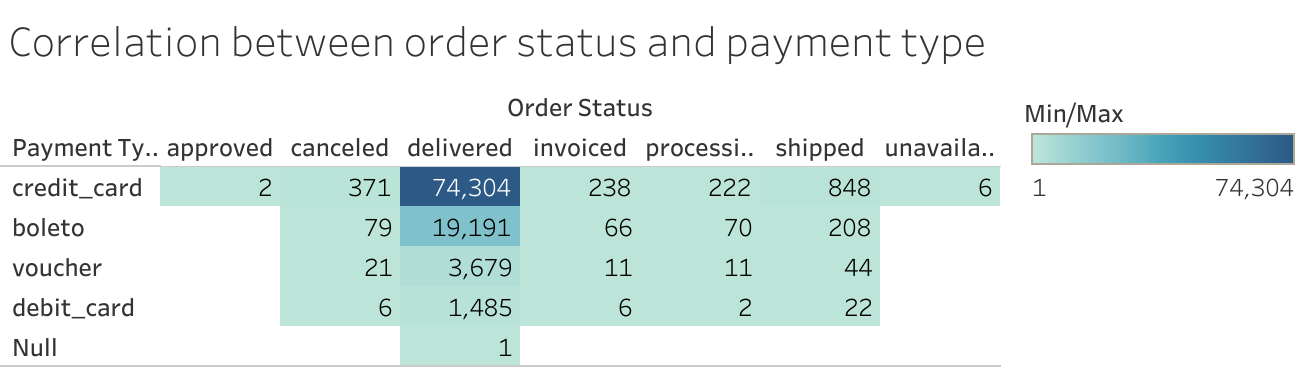 Correlation between order status and payment type
Order Status
Min/Max
Payment Ty.. approved canceled delivered invoiced processi.. shipped unavaila..
credit_card 2 371 74,304 238 222 848 6
1 74,304
boleto 79 19,191 66 70 208
voucher 21 3,679 11 11 44
debit_card 6 1,485 6 2 22
Null 1